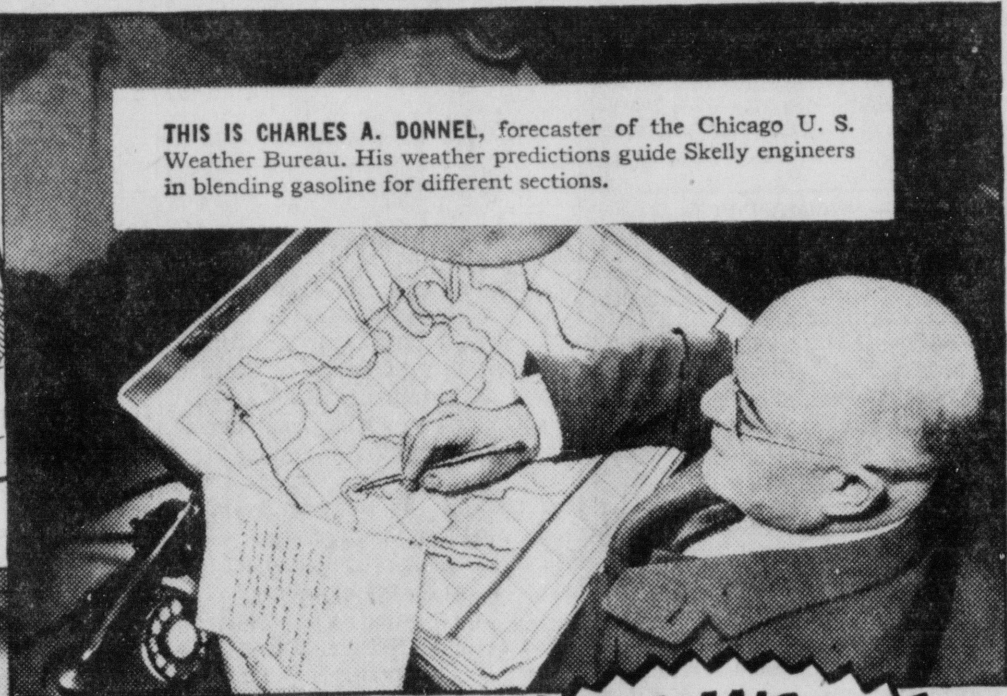 THIS IS CHARLES A. DONNEL, forecaster of the Chicago U. S.
Weather Bureau. His weather predictions guide Skelly engineers
in blending gasoline for different sections.